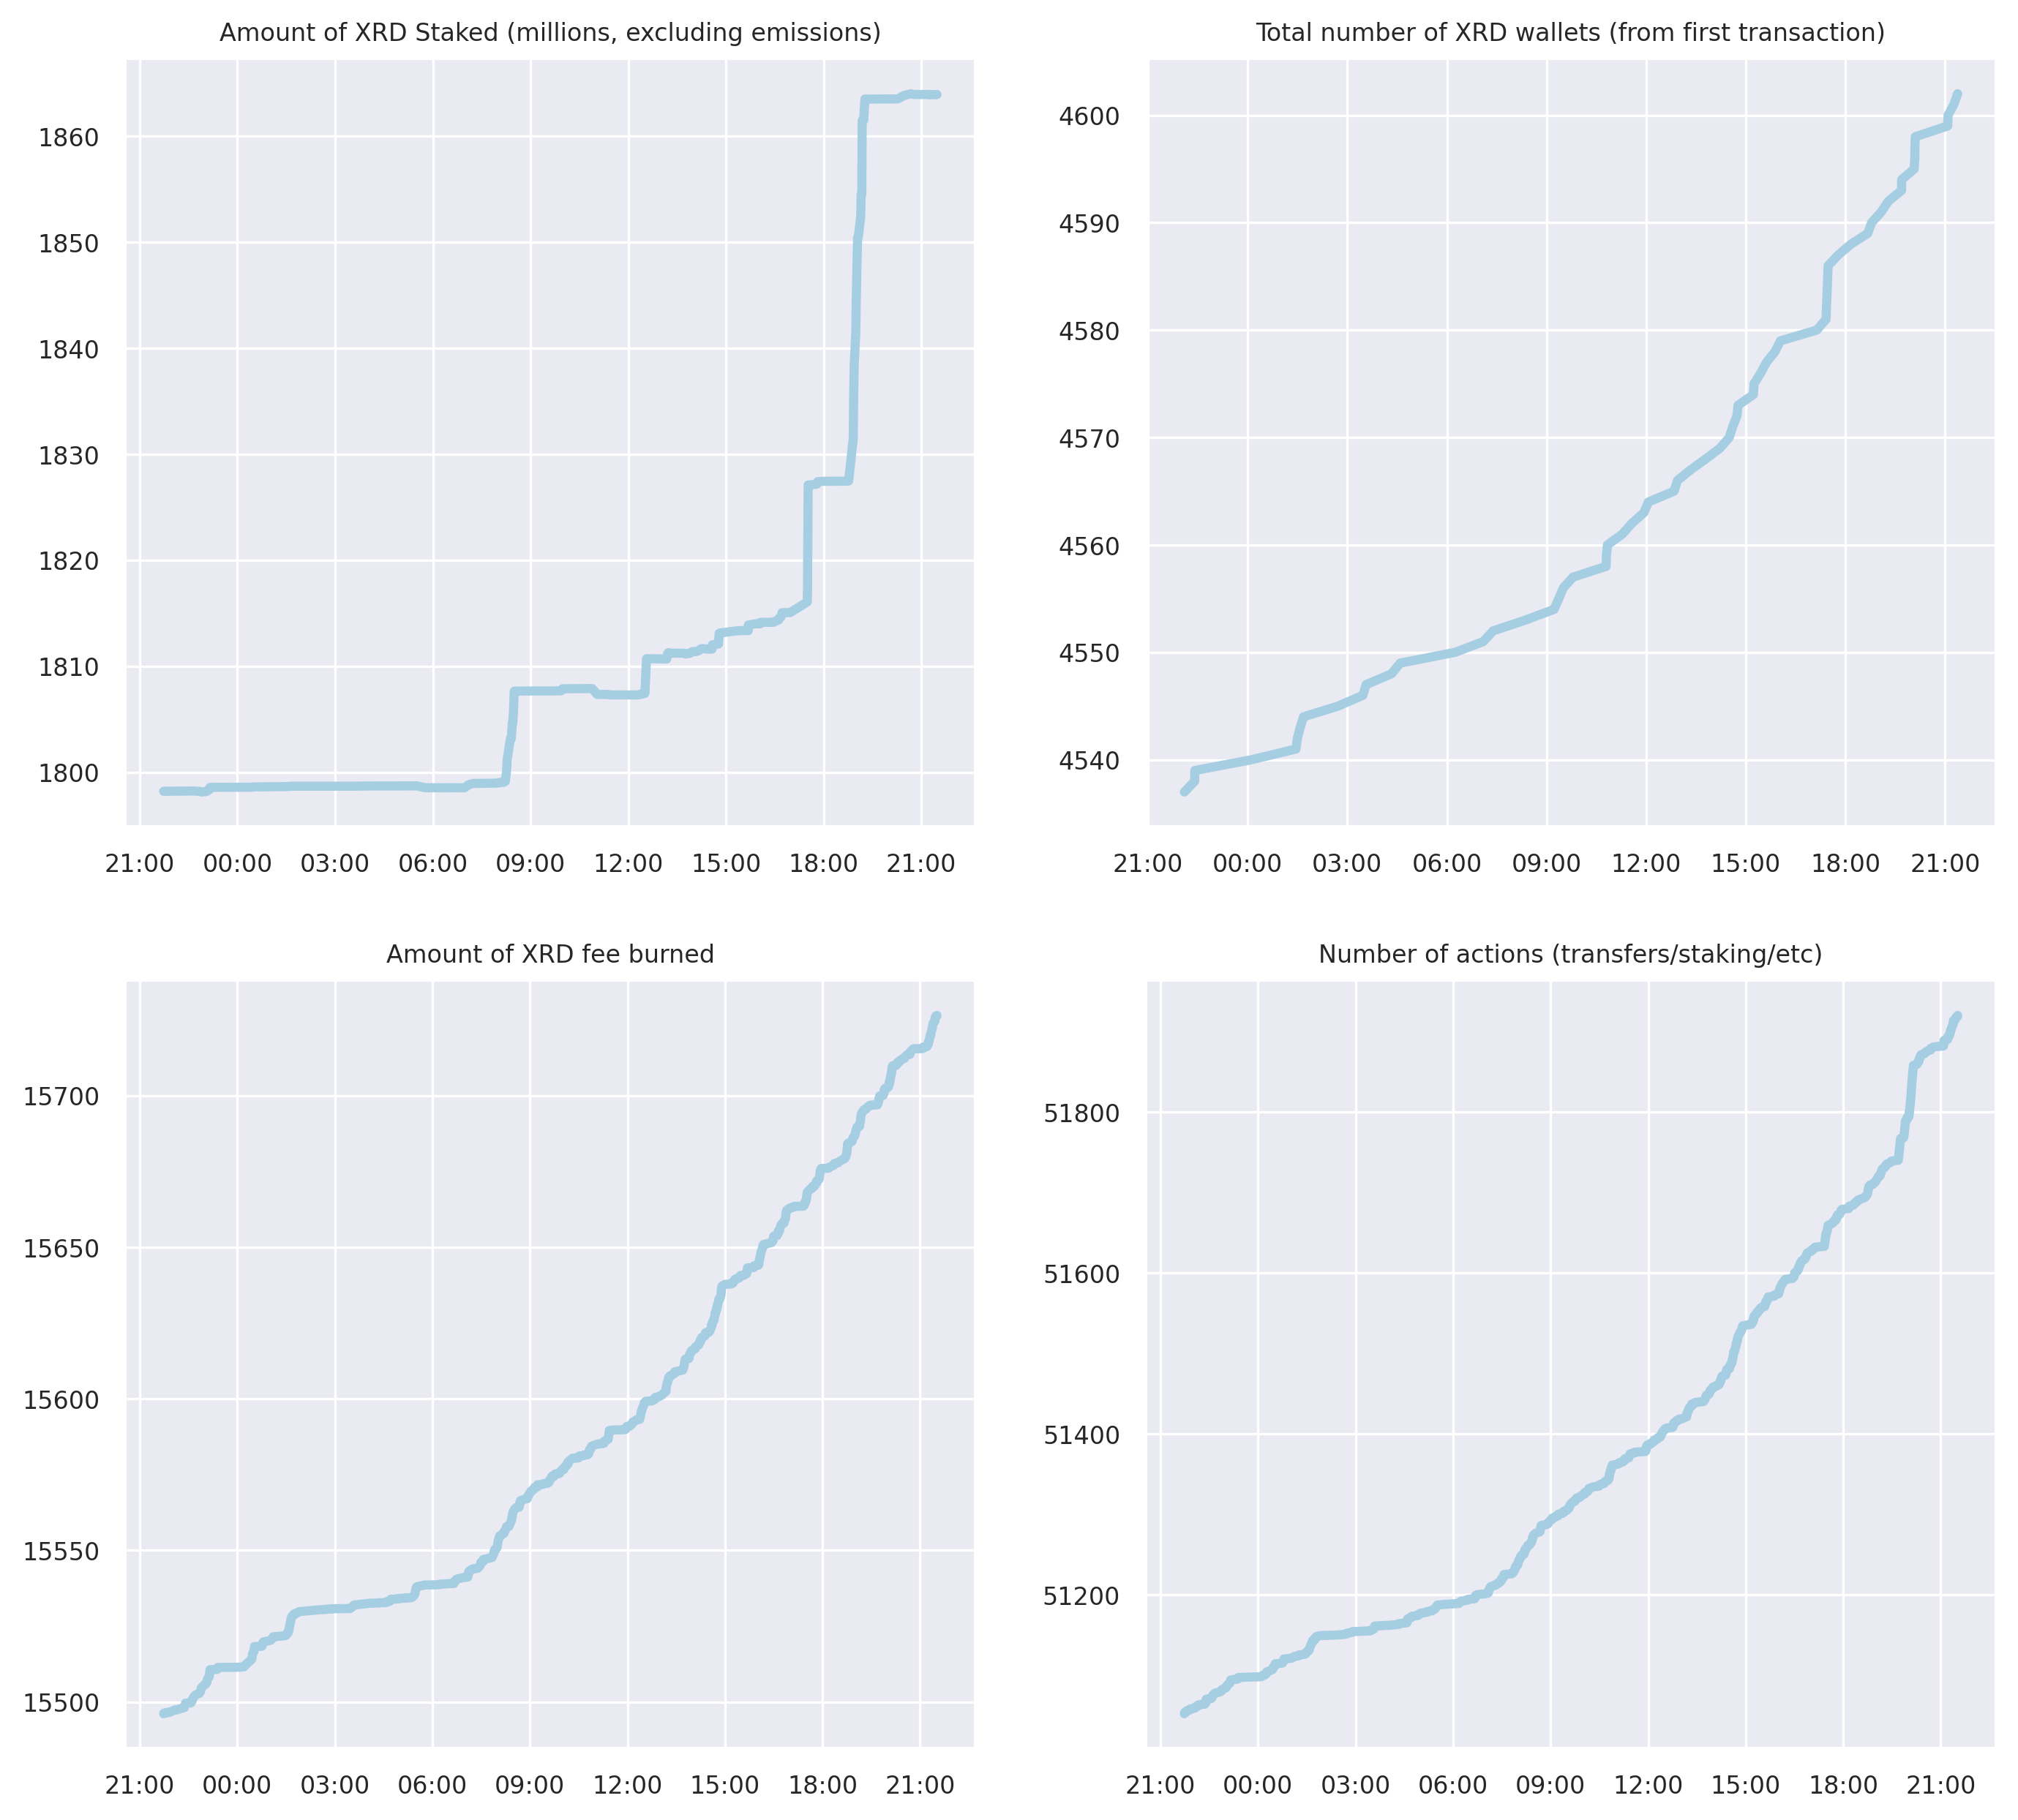 Amount of XRD Staked (millions, excluding emissions)
1860
1850
1840
1830
1820
1810
1800
21:00 00:00 03:00 06:00 09:00 12:00 15:00 18:00 21:00
Total number of XRD wallets (from first transaction)
4600
4590
4580
4570
4560
4550
4540
21:00 00:00 03:00 06:00 09:00 12:00 15:00 18:00 21:00
Amount of XRD fee burned
15700
15650
15600
15550
15500
21:00 00:00 03:00 06:00 09:00 12:00 15:00 18:00 21:00
Number of actions (transfers/staking/etc)
51800
51600
51400
51200
21:00 00:00 03:00 06:00 09:00 12:00 15:00 18:00 21:00